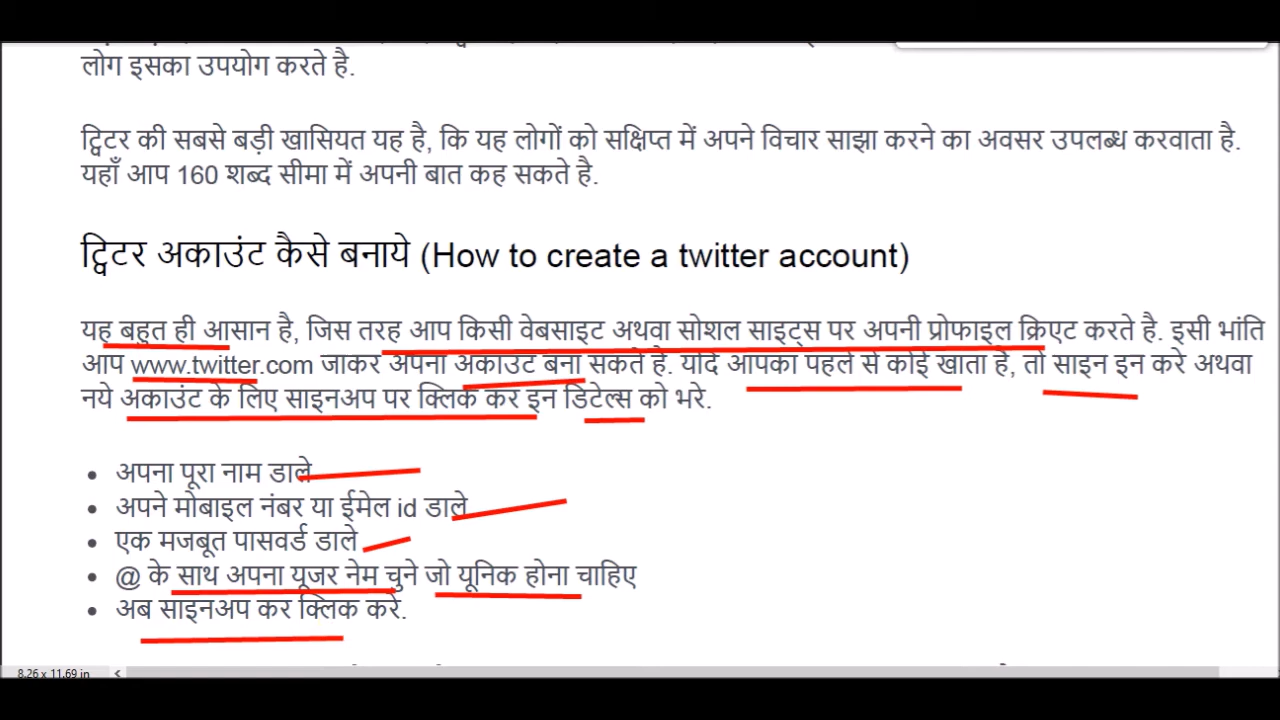 लोग इसका उपयोग करते है.
ट्विटर की सबसे बड़ी खासियत यह है, कि यह लोगों को सक्षिप्त में अपने विचार साझा करने का अवसर उपलब्ध करवाता है.
यहाँ आप 160 शब्द सीमा में अपनी बात कह सकते है.
ट्विटर अकाउंट कैसे बनाये (How to create a twitter account)
यह बहुत ही आसान है, जिस तरह आप किसी वेबसाइट अथवा सोशल साइट्स पर अपनी प्रोफाइल क्रिएट करते है. इसी भांति
आप www.twitter.com जाकर अपना अकाउंट बना सकते है. यदि आपका पहले से कोई खाता है, तो साइन इन करे अथवा
नये अकाउंट के लिए साइनअप पर क्लिक कर इन डिटेल्स को भरे.
• अपना पूरा नाम डाले
• अपने मोबाइल नंबर या ईमेल id डाले
• एक मजबूत पासवर्ड डाले
• @ के साथ अपना यूजर नेम चुने जो यूनिक होना चाहिए
• अब साइनअप कर क्लिक करे.
8.26 x 11.69 in